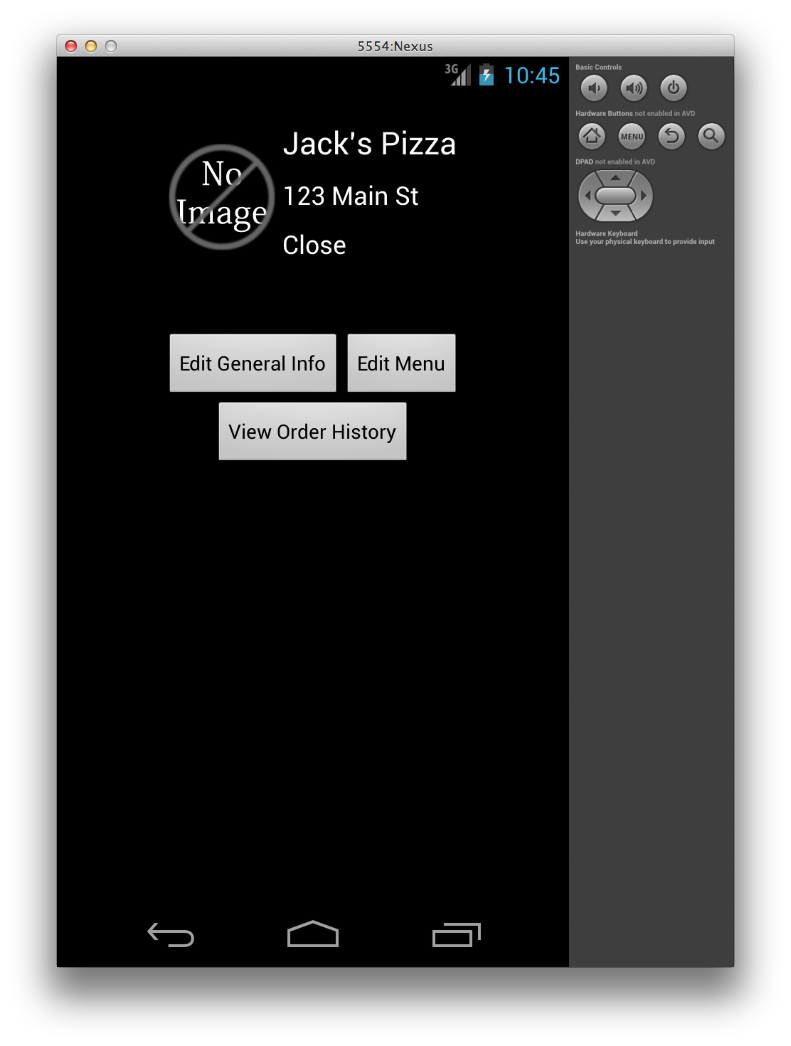 5554:Nexus
3G 10:45
No
Image
Jack's Pizza
123 Main St
Close
Edit General Info
Edit Menu
View Order History
Basic Controls
Hardware Buttons not enabled in AVD
MENU
DPAD not enabled in AVD
Hardware Keyboard
Use your physical keyboard to provide input